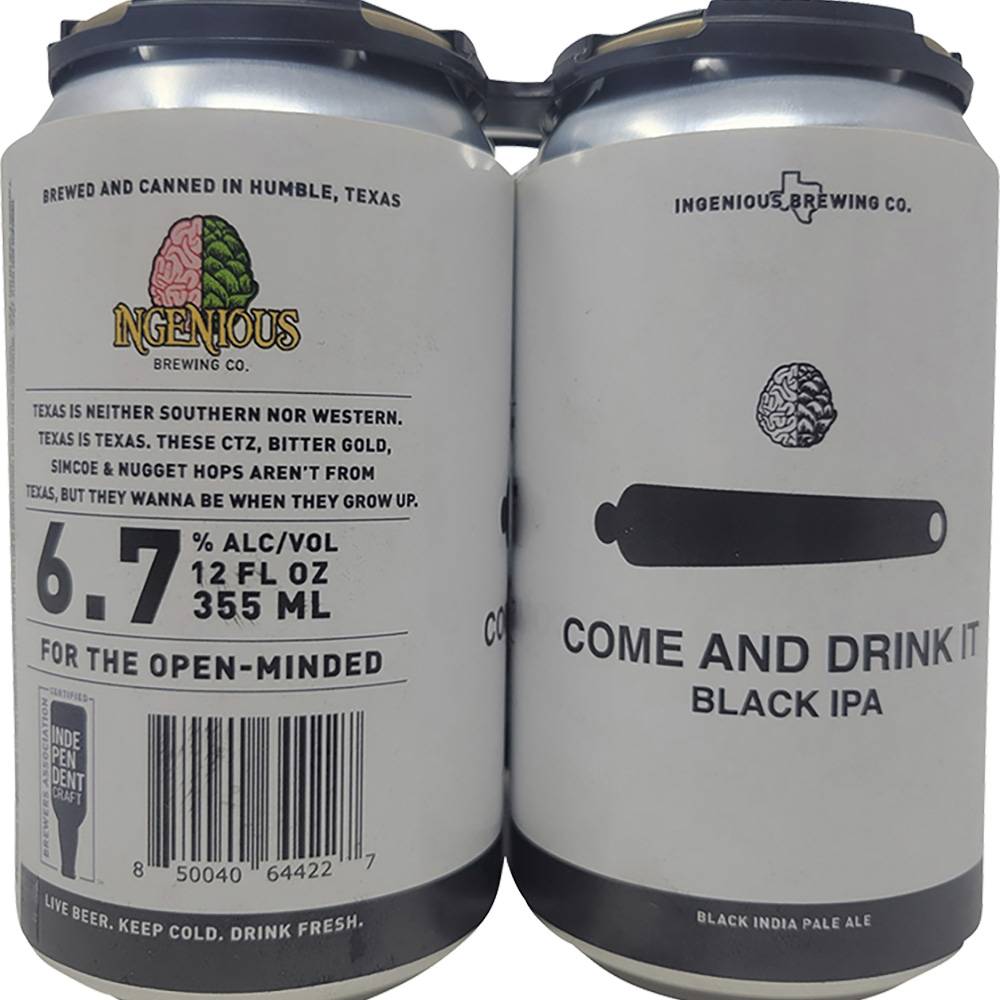 BREWED AND CANNED IN HUMBLE, TEXAS
INGENIOUS
BREWING CO.
TEXAS IS NEITHER SOUTHERN NOR WESTERN.
TEXAS IS TEXAS. THESE CTZ, BITTER GOLD,
SIMCOE & NUGGET HOPS AREN'T FROM
TEXAS, BUT THEY WANNA BE WHEN THEY GROW UP.
6.7
% ALC/VOL
12 FL OZ
355 ML
FOR THE OPEN-MINDED
CERTIFIED
BREWERS ASSOCIATION
INDE
PEN
DENT
CRAFT
8 50040 64422 7
LIVE BEER. KEEP COLD. DRINK FRESH.
CO
INGENIOUS BREWING CO.
COME AND DRINK IT
BLACK IPA
BLACK INDIA PALE ALE